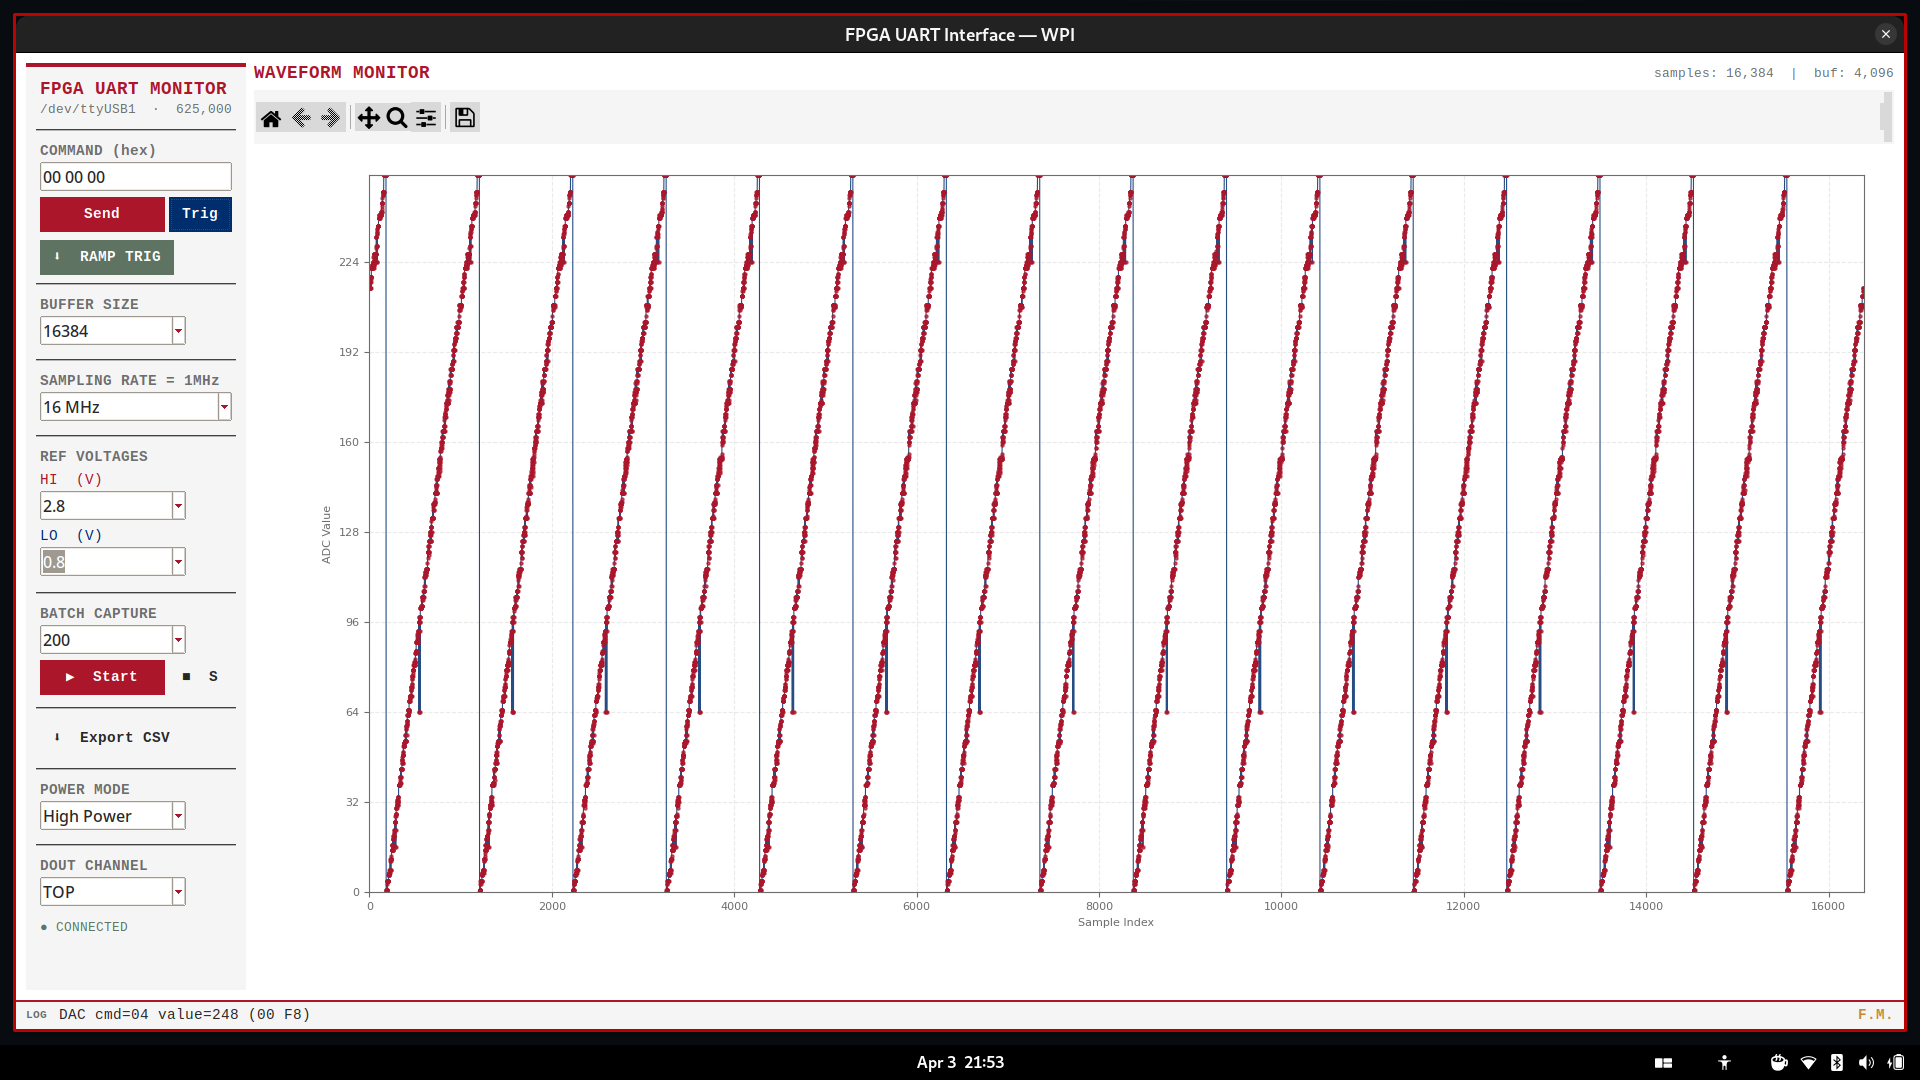 FPGA UART Interface — WPI
FPGA UART MONITOR
/dev/ttyUSB1 · 625,000
COMMAND (hex)
00 00 00
Send Trig
⬇ RAMP TRIG
BUFFER SIZE
16384
SAMPLING RATE = 1MHz
16 MHz
REF VOLTAGES
HI (V)
2.8
LO (V)
0.8
BATCH CAPTURE
200
▶ Start ■ S
⬇ Export CSV
POWER MODE
High Power
DOUT CHANNEL
TOP
● CONNECTED
WAVEFORM MONITOR
samples: 16,384 | buf: 4,096
224
192
160
128
96
64
32
0
ADC Value
0 2000 4000 6000 8000 10000 12000 14000 16000
Sample Index
LOG DAC cmd=04 value=248 (00 F8)
F.M.
Apr 3 21:53